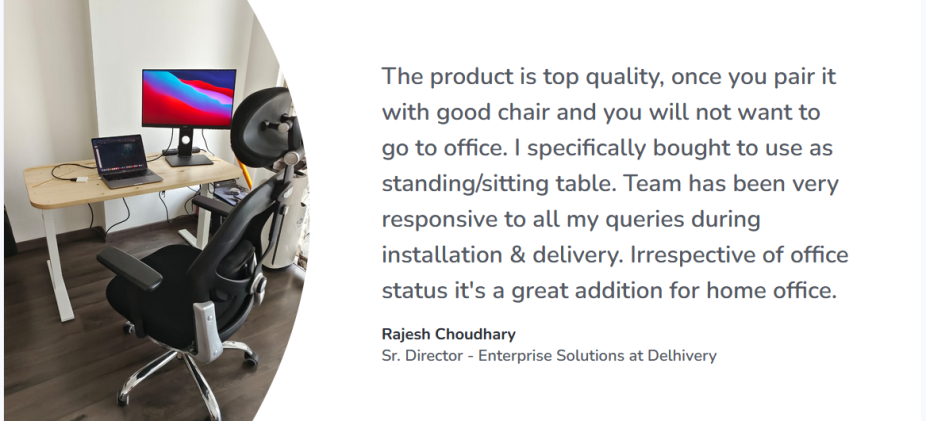 The product is top quality, once you pair it
with good chair and you will not want to
go to office. I specifically bought to use as
standing/sitting table. Team has been very
responsive to all my queries during
installation & delivery. Irrespective of office
status it's a great addition for home office.
Rajesh Choudhary
Sr. Director - Enterprise Solutions at Delhivery